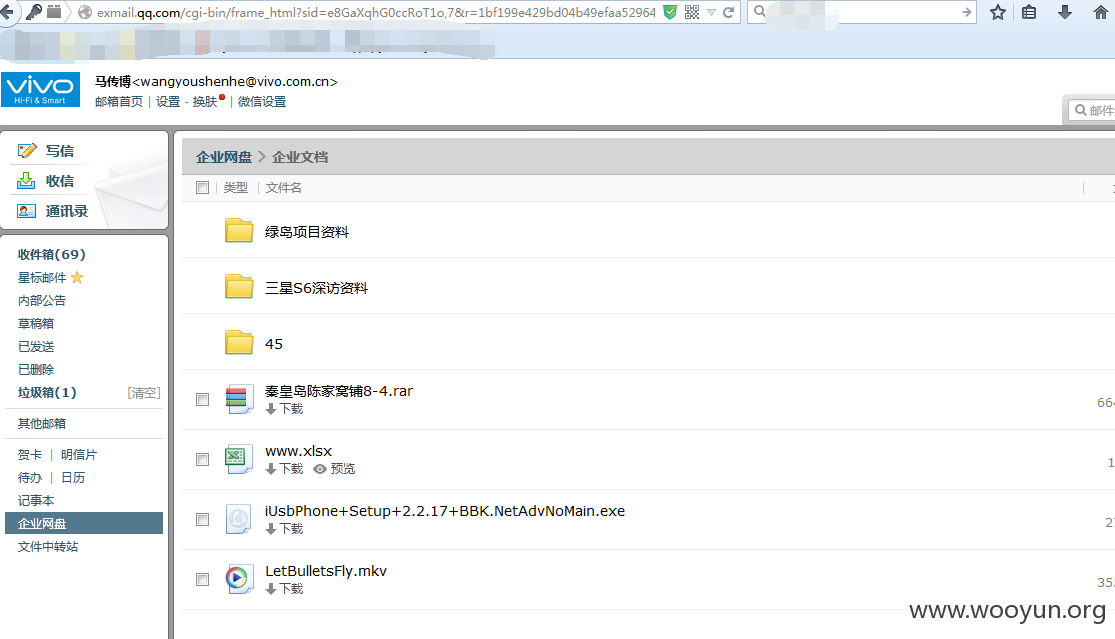 exmail.qq.com/cgi-bin/frame_html?sid=e8GaXqhG0ccRoT1o,7&r=1bf199e429bd04b49efaa52964
vivo
Hi-Fi & Smart
马传博<wangyoushenhe@vivo.com.cn>
邮箱首页 | 设置 - 换肤 | 微信设置
邮件
写信
收信
通讯录
收件箱(69)
星标邮件
内部公告
草稿箱
已发送
已删除
垃圾箱(1) [清空]
其他邮箱
贺卡 | 明信片
待办 | 日历
记事本
企业网盘
文件中转站
企业网盘 > 企业文档
类型 | 文件名
绿岛项目资料
三星S6深访资料
45
秦皇岛陈家窝铺8-4.rar
下载
664
www.xlsx
下载 预览
1
iUsbPhone+Setup+2.2.17+BBK.NetAdvNoMain.exe
下载
27
LetBulletsFly.mkv
下载
353
www.wooyun.org